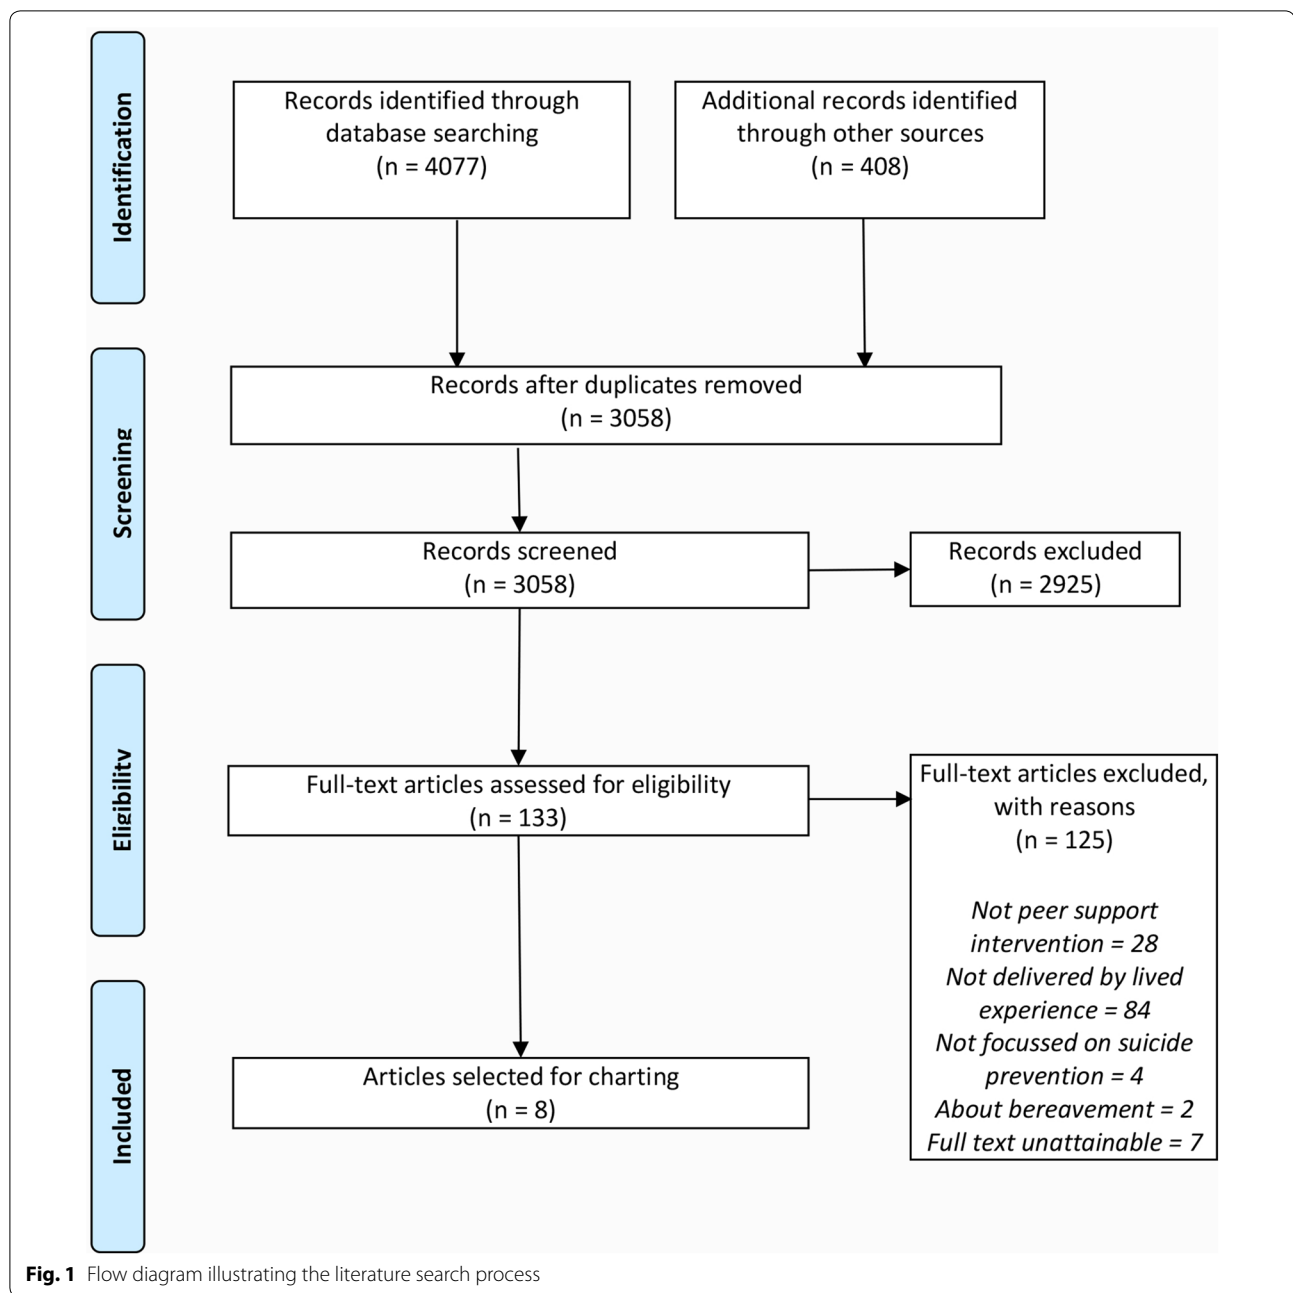 Identification
Records identified through
database searching
(n = 4077)
Additional records identified
through other sources
(n = 408)
Screening
Records after duplicates removed
(n = 3058)
Records screened
(n = 3058)
Records excluded
(n = 2925)
Eligibility
Full-text articles assessed for eligibility
(n = 133)
Full-text articles excluded,
with reasons
(n = 125)
Not peer support
intervention = 28
Not delivered by lived
experience = 84
Not focussed on suicide
prevention = 4
About bereavement = 2
Full text unattainable = 7
Included
Articles selected for charting
(n = 8)
Fig. 1 Flow diagram illustrating the literature search process